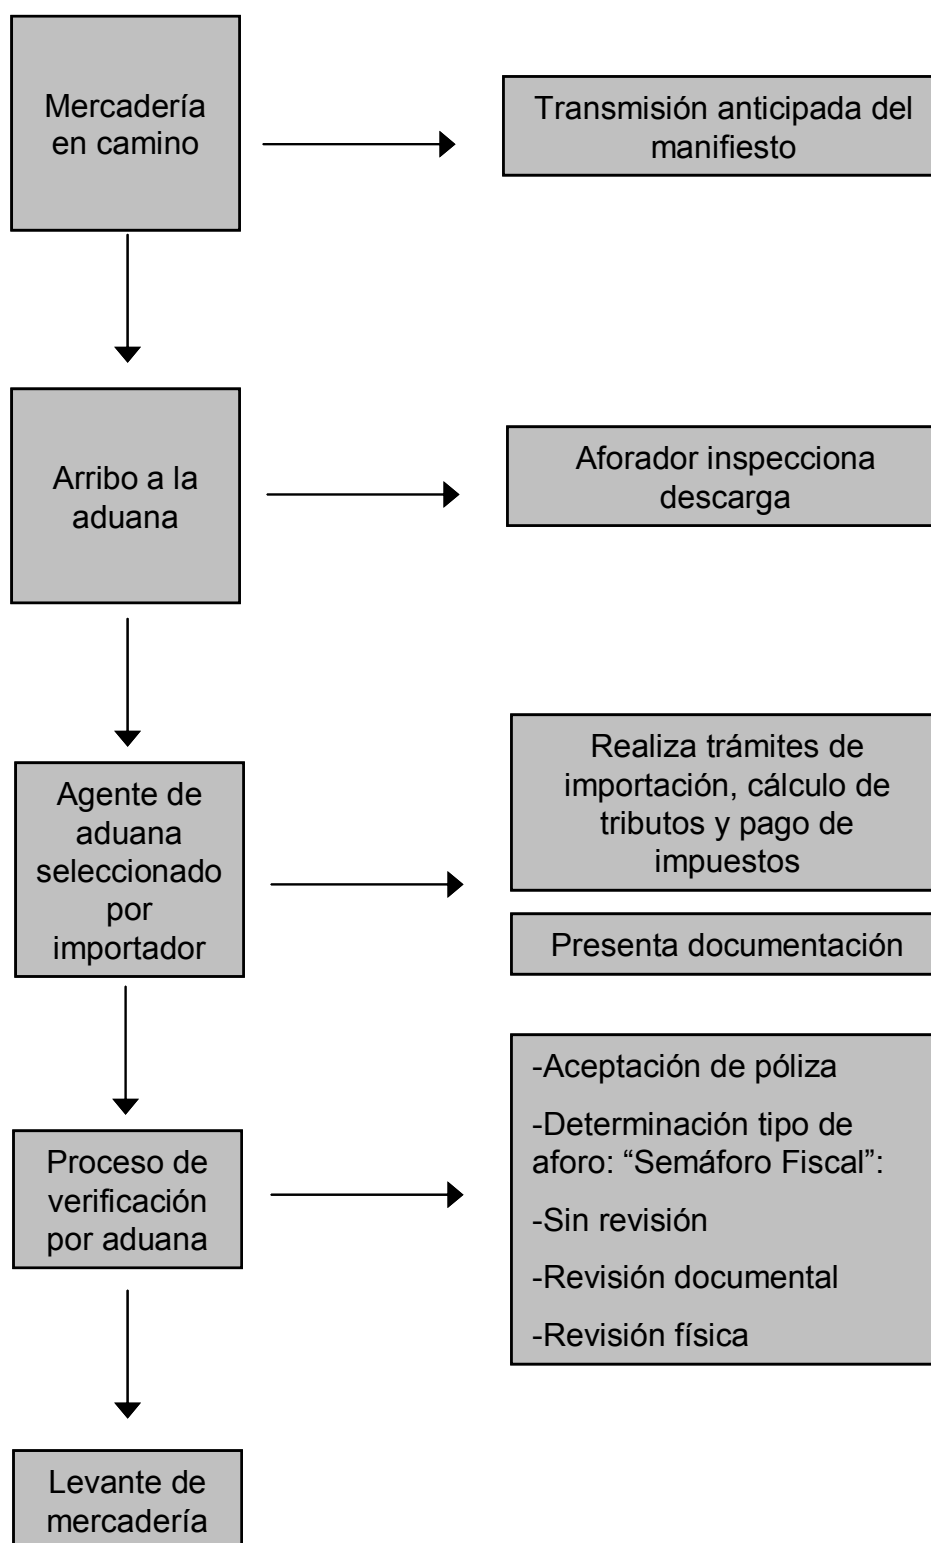 Mercadería
en camino
Transmisión anticipada del
manifiesto
Arribo a la
aduana
Aforador inspecciona
descarga
Agente de
aduana
seleccionado
por
importador
Realiza trámites de
importación, cálculo de
tributos y pago de
impuestos
Presenta documentación
Proceso de
verificación
por aduana
-Aceptación de póliza
-Determinación tipo de
aforo: “Semáforo Fiscal”:
-Sin revisión
-Revisión documental
-Revisión física
Levante de
mercadería